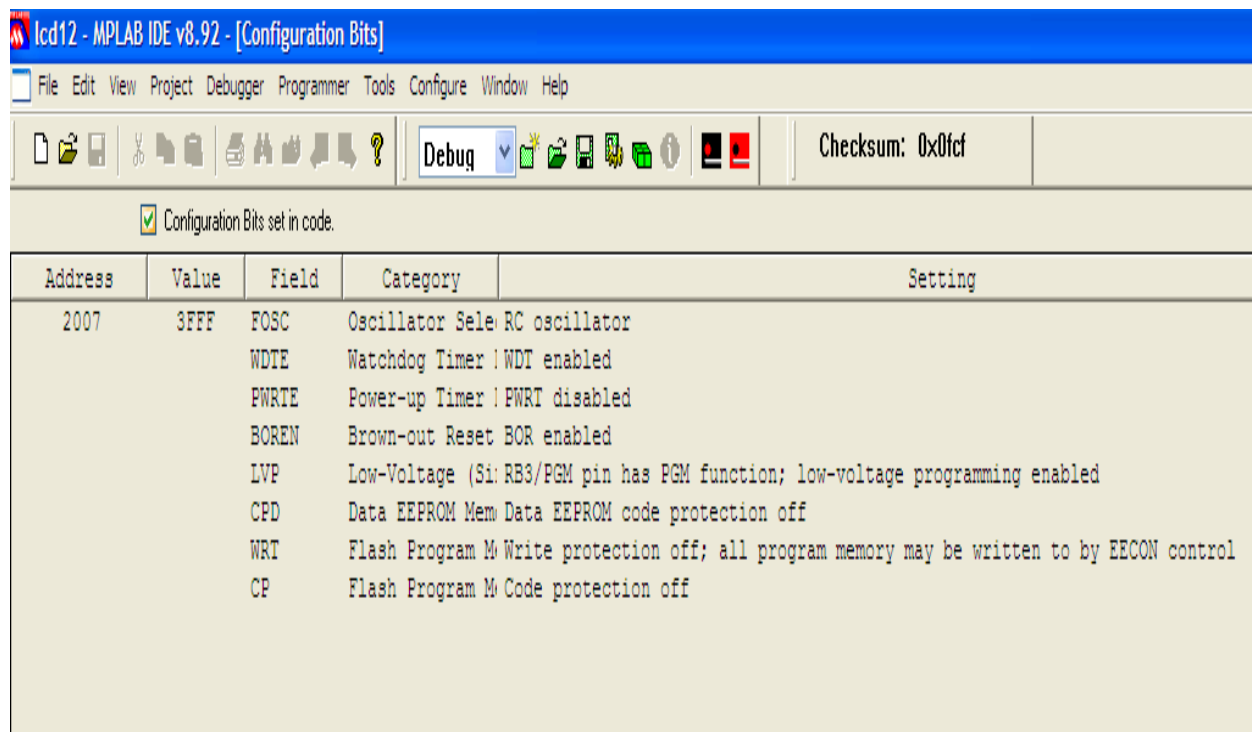 lcd12 - MPLAB IDE v8.92 - [Configuration Bits]
File Edit View Project Debugger Programmer Tools Configure Window Help
Debug Checksum: 0x0fcf
Configuration Bits set in code.
Address Value Field Category Setting
2007 3FFF FOSC Oscillator Sele RC oscillator
WDTE Watchdog Timer WDT enabled
PWRTE Power-up Timer PWRT disabled
BOREN Brown-out Reset BOR enabled
LVP Low-Voltage (Si RB3/PGM pin has PGM function; low-voltage programming enabled
CPD Data EEPROM Mem Data EEPROM code protection off
WRT Flash Program M Write protection off; all program memory may be written to by EECON control
CP Flash Program M Code protection off